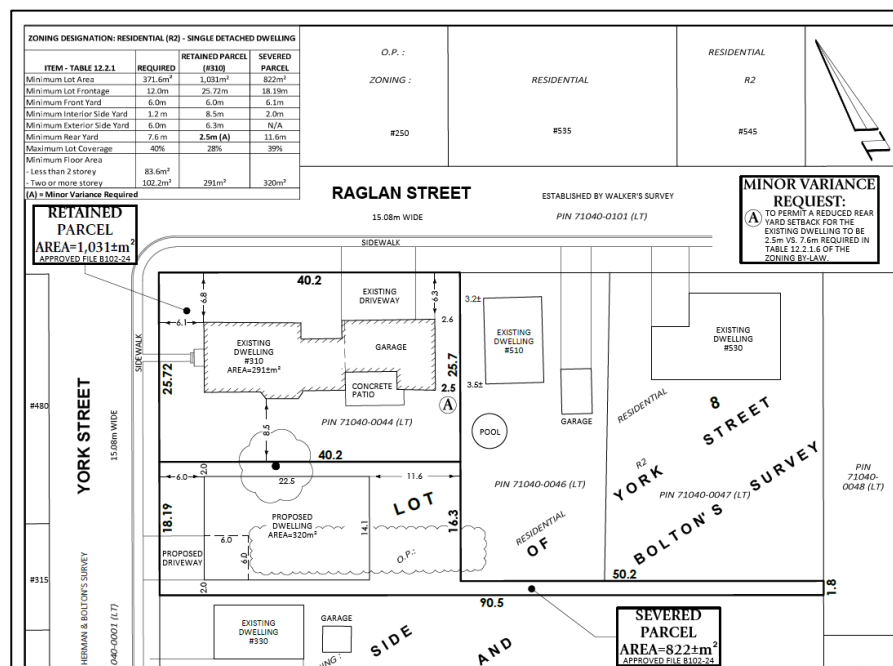 ZONING DESIGNATION: RESIDENTIAL (R2) - SINGLE DETACHED DWELLING
ITEM - TABLE 12.2.1 REQUIRED RETAINED PARCEL (#310) SEVERED PARCEL
Minimum Lot Area 371.6m² 1,031m² 822m²
Minimum Lot Frontage 12.0m 25.72m 18.19m
Minimum Front Yard 6.0m 6.0m 6.1m
Minimum Interior Side Yard 1.2 m 8.5m 2.0m
Minimum Exterior Side Yard 6.0m 6.3m N/A
Minimum Rear Yard 7.6 m 2.5m (A) 11.6m
Maximum Lot Coverage 40% 28% 39%
Minimum Floor Area
- Less than 2 storey 83.6m²
- Two or more storey 102.2m² 291m² 320m²
(A) = Minor Variance Required
O.P. :
ZONING :
#250
RESIDENTIAL
#535
RESIDENTIAL
R2
#545
RAGLAN STREET
15.08m WIDE
ESTABLISHED BY WALKER'S SURVEY
PIN 71040-0101 (LT)
SIDEWALK
MINOR VARIANCE
REQUEST:
A
TO PERMIT A REDUCED REAR
YARD SETBACK FOR THE
EXISTING DWELLING TO BE
2.5m VS. 7.6m REQUIRED IN
TABLE 12.2.1.6 OF THE
ZONING BY-LAW.
RETAINED
PARCEL
AREA=1,031±m²
APPROVED FILE B102-24
40.2
6.8
6.3
EXISTING
DRIVEWAY
6.1
2.6
EXISTING
DWELLING
#310
AREA=291±m²
GARAGE
CONCRETE
PATIO
25.72
25.7
2.5
A
8.5
PIN 71040-0044 (LT)
40.2
SIDEWALK
YORK STREET
15.08m WIDE
#480
#315
HERMAN & BOLTON'S SURVEY
040-0001 (LT)
3.2±
EXISTING
DWELLING
#510
3.5±
GARAGE
POOL
EXISTING
DWELLING
#530
PIN 71040-0046 (LT)
PIN 71040-0047 (LT)
PIN
71040-
0048 (LT)
RESIDENTIAL
R2
RESIDENTIAL
8
YORK STREET
OF BOLTON'S SURVEY
2.0
6.0
22.5
11.6
LOT
18.19
PROPOSED
DWELLING
AREA=320m²
14.1
16.3
6.0
6.0
O.P.:
PROPOSED
DRIVEWAY
2.0
50.2
1.8
90.5
EXISTING
DWELLING
#330
GARAGE
SIDE
AND
SEVERED
PARCEL
AREA=822±m²
APPROVED FILE B102-24